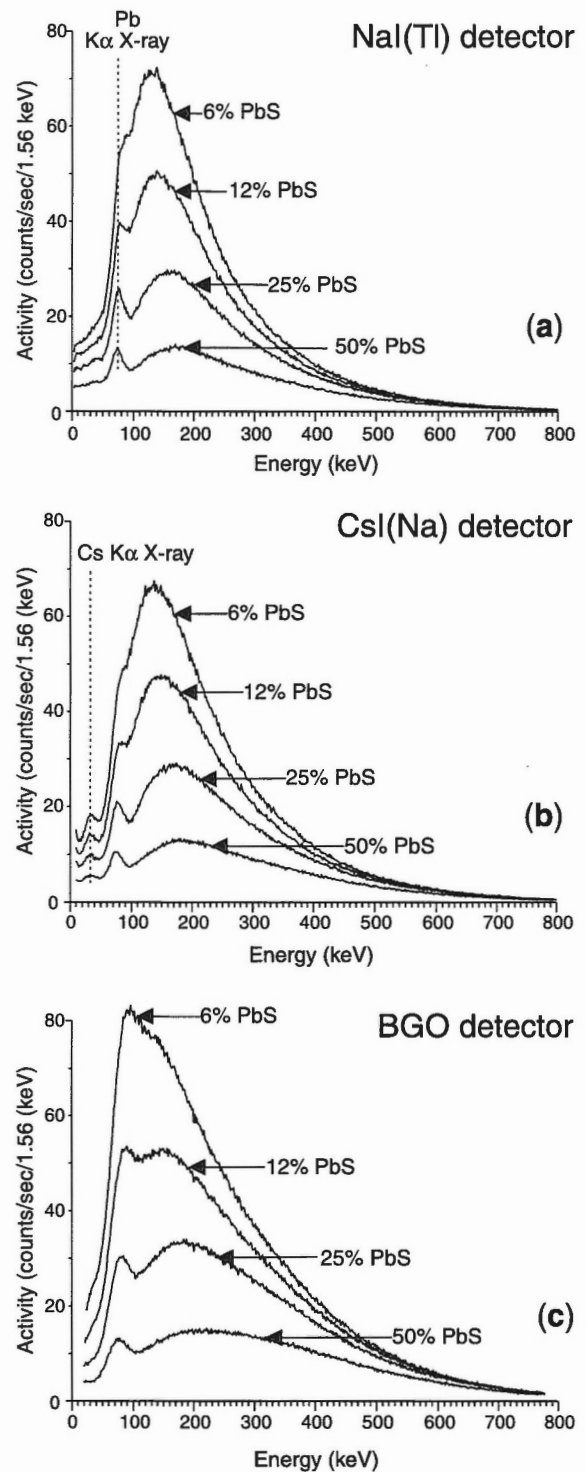 Pb
Kα X-ray
NaI(Tl) detector
80
60
40
20
0
Activity (counts/sec/1.56 keV)
6% PbS
12% PbS
25% PbS
50% PbS
(a)
0 100 200 300 400 500 600 700 800
Energy (keV)
CsI(Na) detector
Cs Kα X-ray
80
60
40
20
0
Activity (counts/sec/1.56 (keV)
6% PbS
12% PbS
25% PbS
50% PbS
(b)
0 100 200 300 400 500 600 700 800
Energy (keV)
BGO detector
80
60
40
20
0
Activity (counts/sec/1.56 (keV)
6% PbS
12% PbS
25% PbS
50% PbS
(c)
0 100 200 300 400 500 600 700 800
Energy (keV)